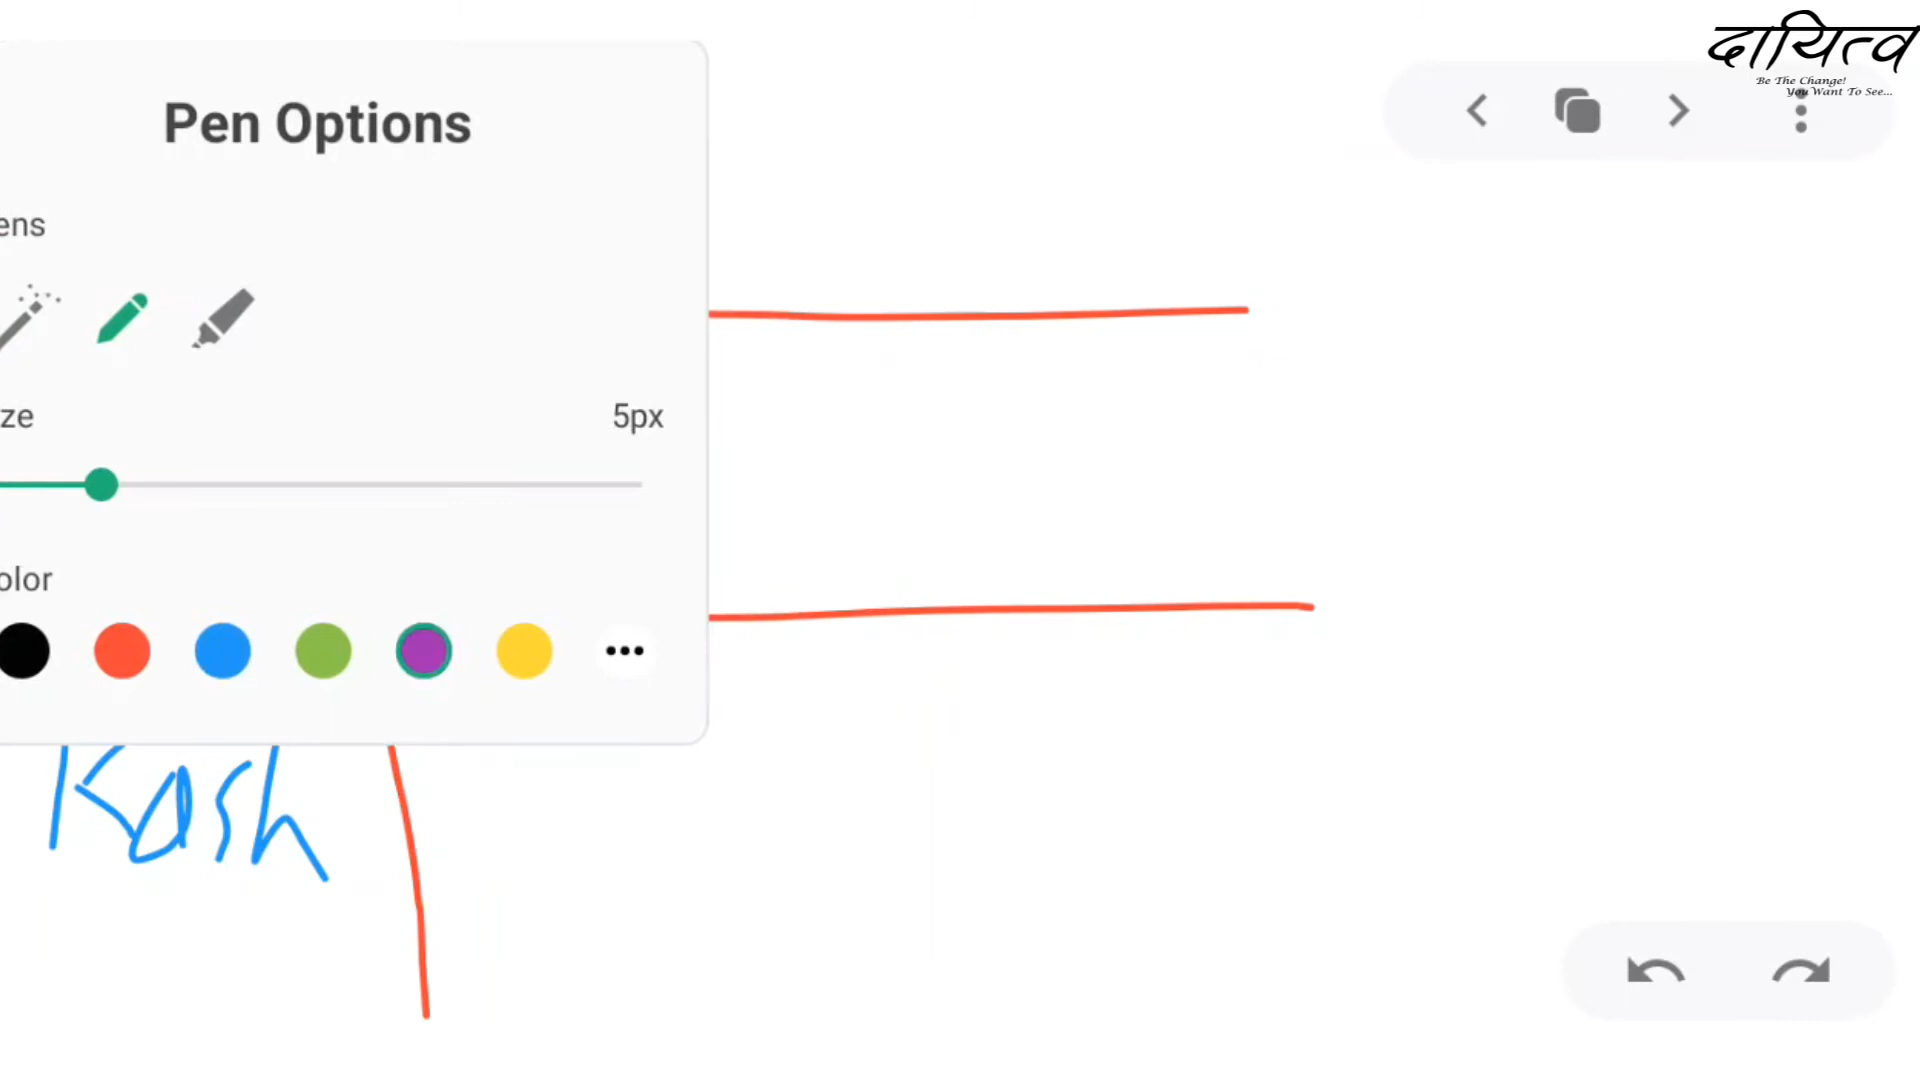 दायित्व
Be The Change!
You Want To See...
Pen Options
ens
ze
5px
olor
Kash